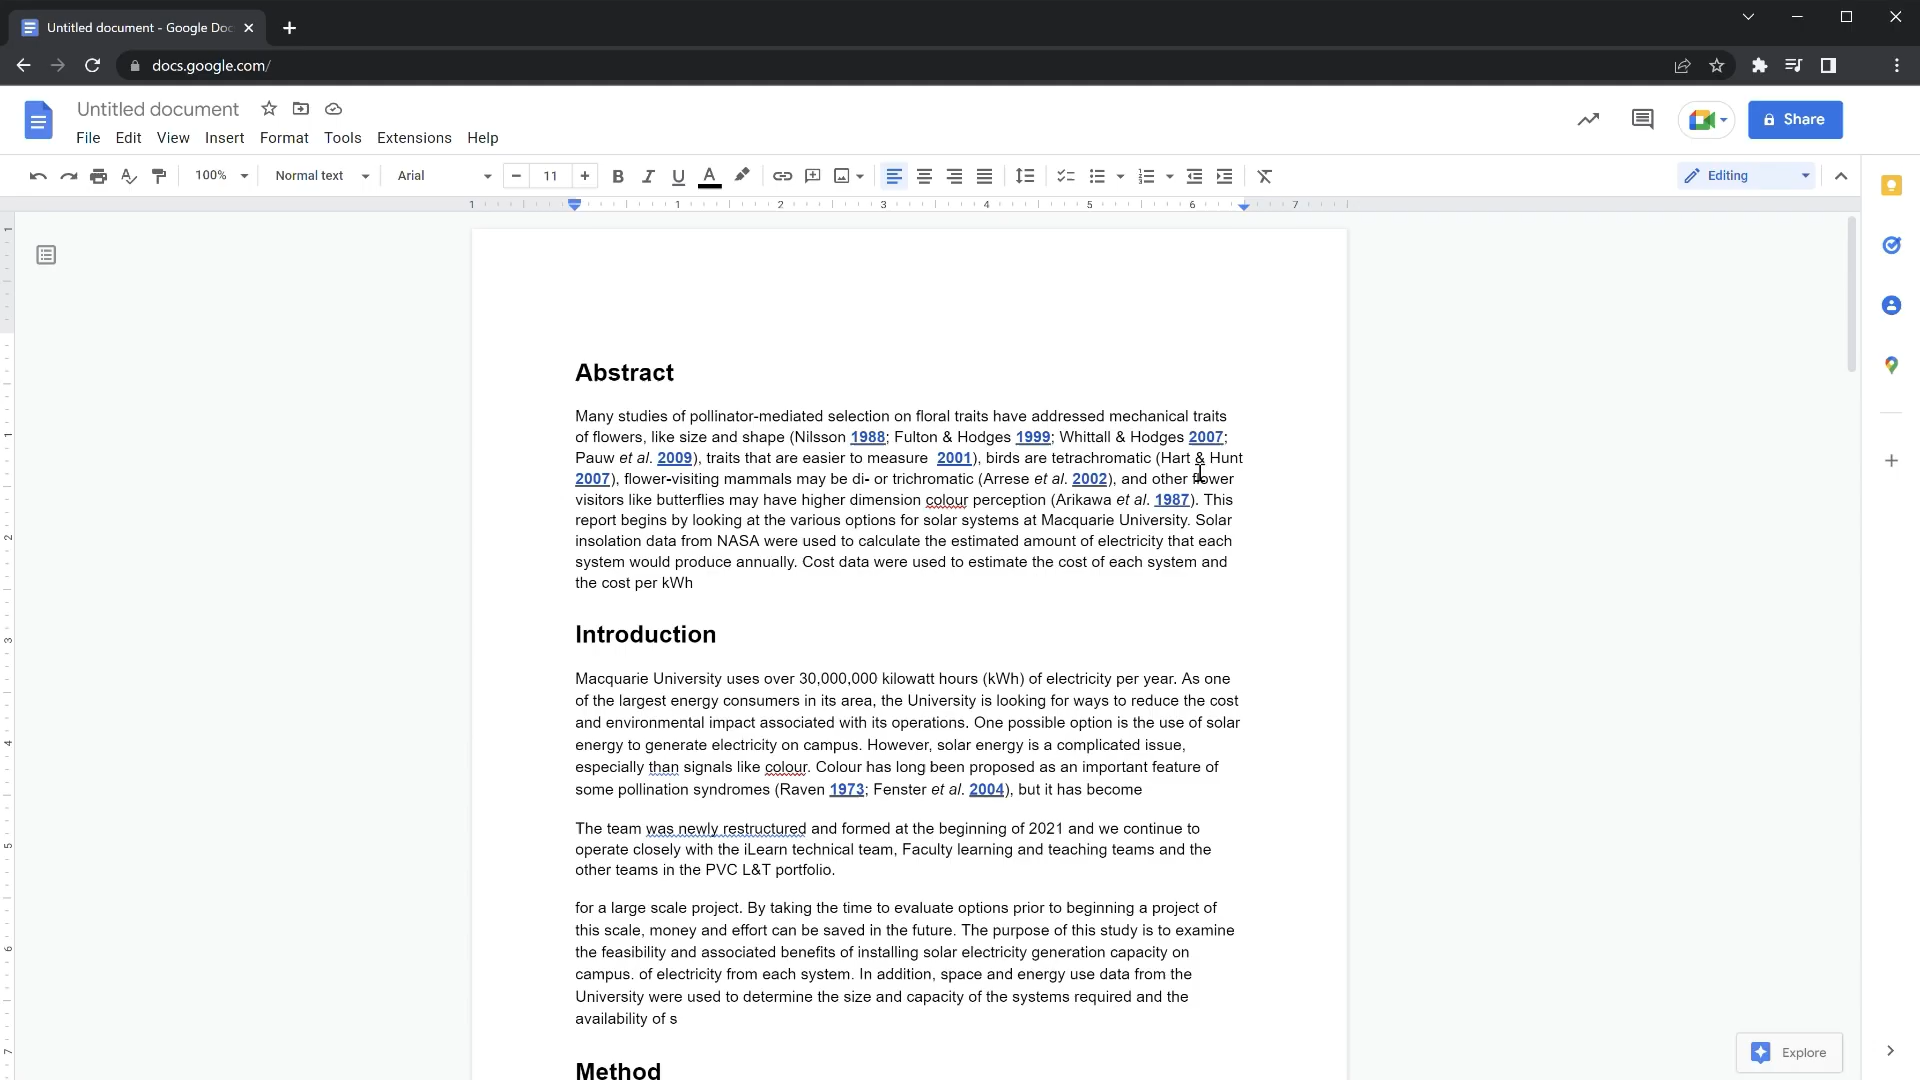 Untitled document - Google Doc
docs.google.com/
Untitled document
File Edit View Insert Format Tools Extensions Help
Share
100% Normal text Arial 11 B I U A Editing
1 1 2 3 4 5 6 7
Abstract
Many studies of pollinator-mediated selection on floral traits have addressed mechanical traits
of flowers, like size and shape (Nilsson 1988; Fulton & Hodges 1999; Whittall & Hodges 2007;
Pauw et al. 2009), traits that are easier to measure 2001), birds are tetrachromatic (Hart & Hunt
2007), flower-visiting mammals may be di- or trichromatic (Arrese et al. 2002), and other flower
visitors like butterflies may have higher dimension colour perception (Arikawa et al. 1987). This
report begins by looking at the various options for solar systems at Macquarie University. Solar
insolation data from NASA were used to calculate the estimated amount of electricity that each
system would produce annually. Cost data were used to estimate the cost of each system and
the cost per kWh
Introduction
Macquarie University uses over 30,000,000 kilowatt hours (kWh) of electricity per year. As one
of the largest energy consumers in its area, the University is looking for ways to reduce the cost
and environmental impact associated with its operations. One possible option is the use of solar
energy to generate electricity on campus. However, solar energy is a complicated issue,
especially than signals like colour. Colour has long been proposed as an important feature of
some pollination syndromes (Raven 1973; Fenster et al. 2004), but it has become
The team was newly restructured and formed at the beginning of 2021 and we continue to
operate closely with the iLearn technical team, Faculty learning and teaching teams and the
other teams in the PVC L&T portfolio.
for a large scale project. By taking the time to evaluate options prior to beginning a project of
this scale, money and effort can be saved in the future. The purpose of this study is to examine
the feasibility and associated benefits of installing solar electricity generation capacity on
campus. of electricity from each system. In addition, space and energy use data from the
University were used to determine the size and capacity of the systems required and the
availability of s
Method
Explore
1
1
2
3
4
5
6
7